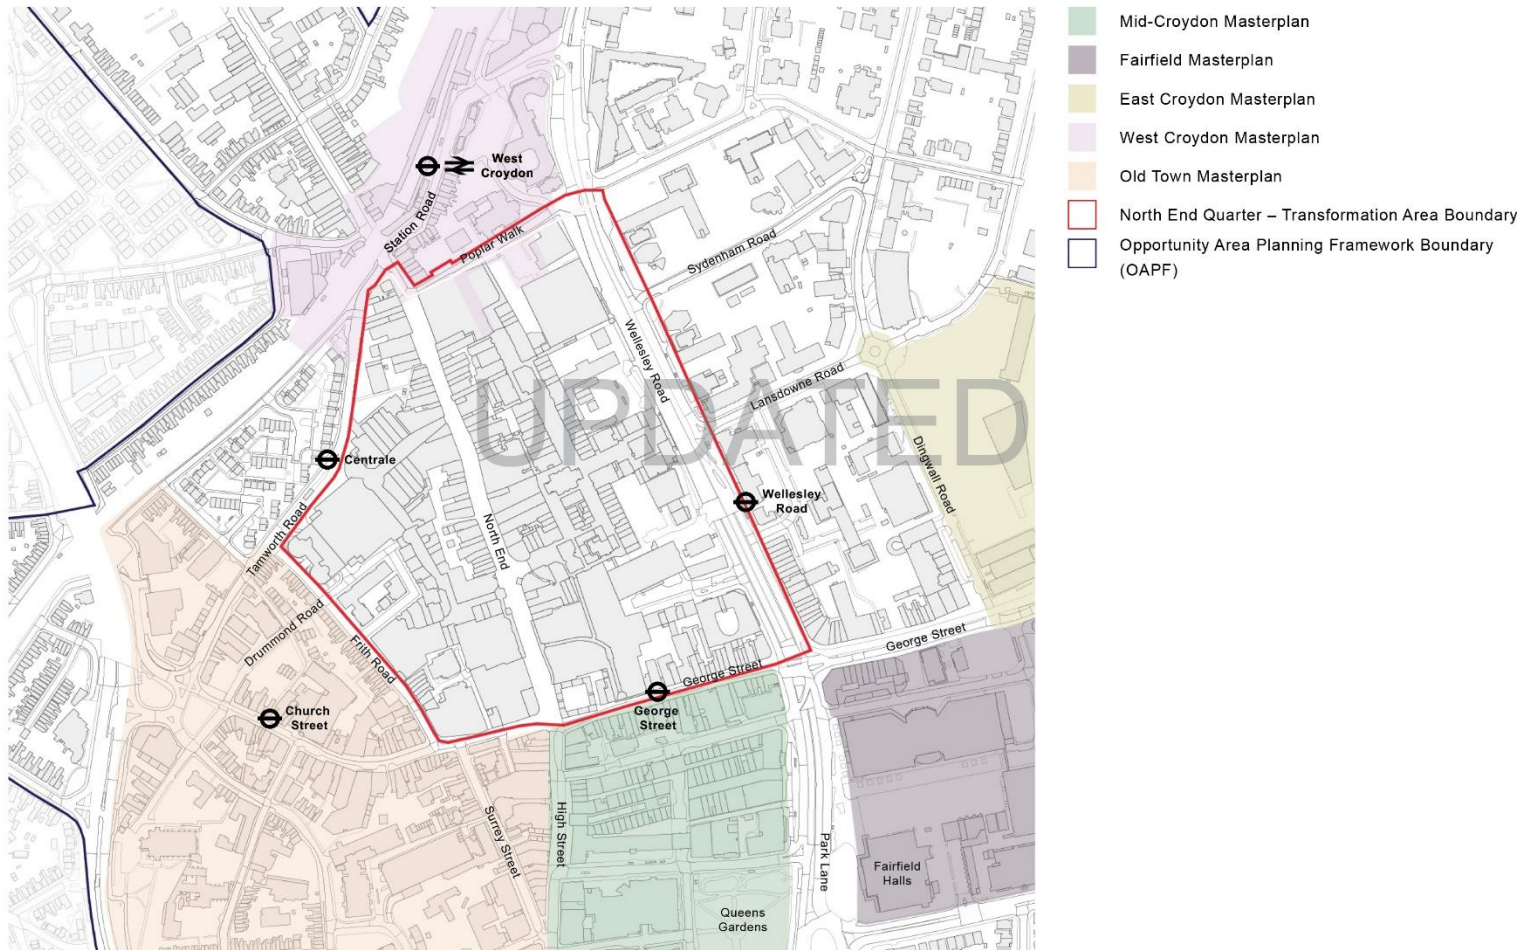 Mid-Croydon Masterplan
Fairfield Masterplan
East Croydon Masterplan
West Croydon Masterplan
Old Town Masterplan
North End Quarter – Transformation Area Boundary
Opportunity Area Planning Framework Boundary
(OAPF)
West
Croydon
Station Road
Poplar Walk
Sydenham Road
Wellesley Road
Lansdowne Road
UPDATED
Centrale
Dingwall Road
Wellesley
Road
North End
Tamworth Road
Drummond Road
Frith Road
George Street
George Street
Church
Street
George
Street
High Street
Surrey Street
Park Lane
Fairfield
Halls
Queens
Gardens